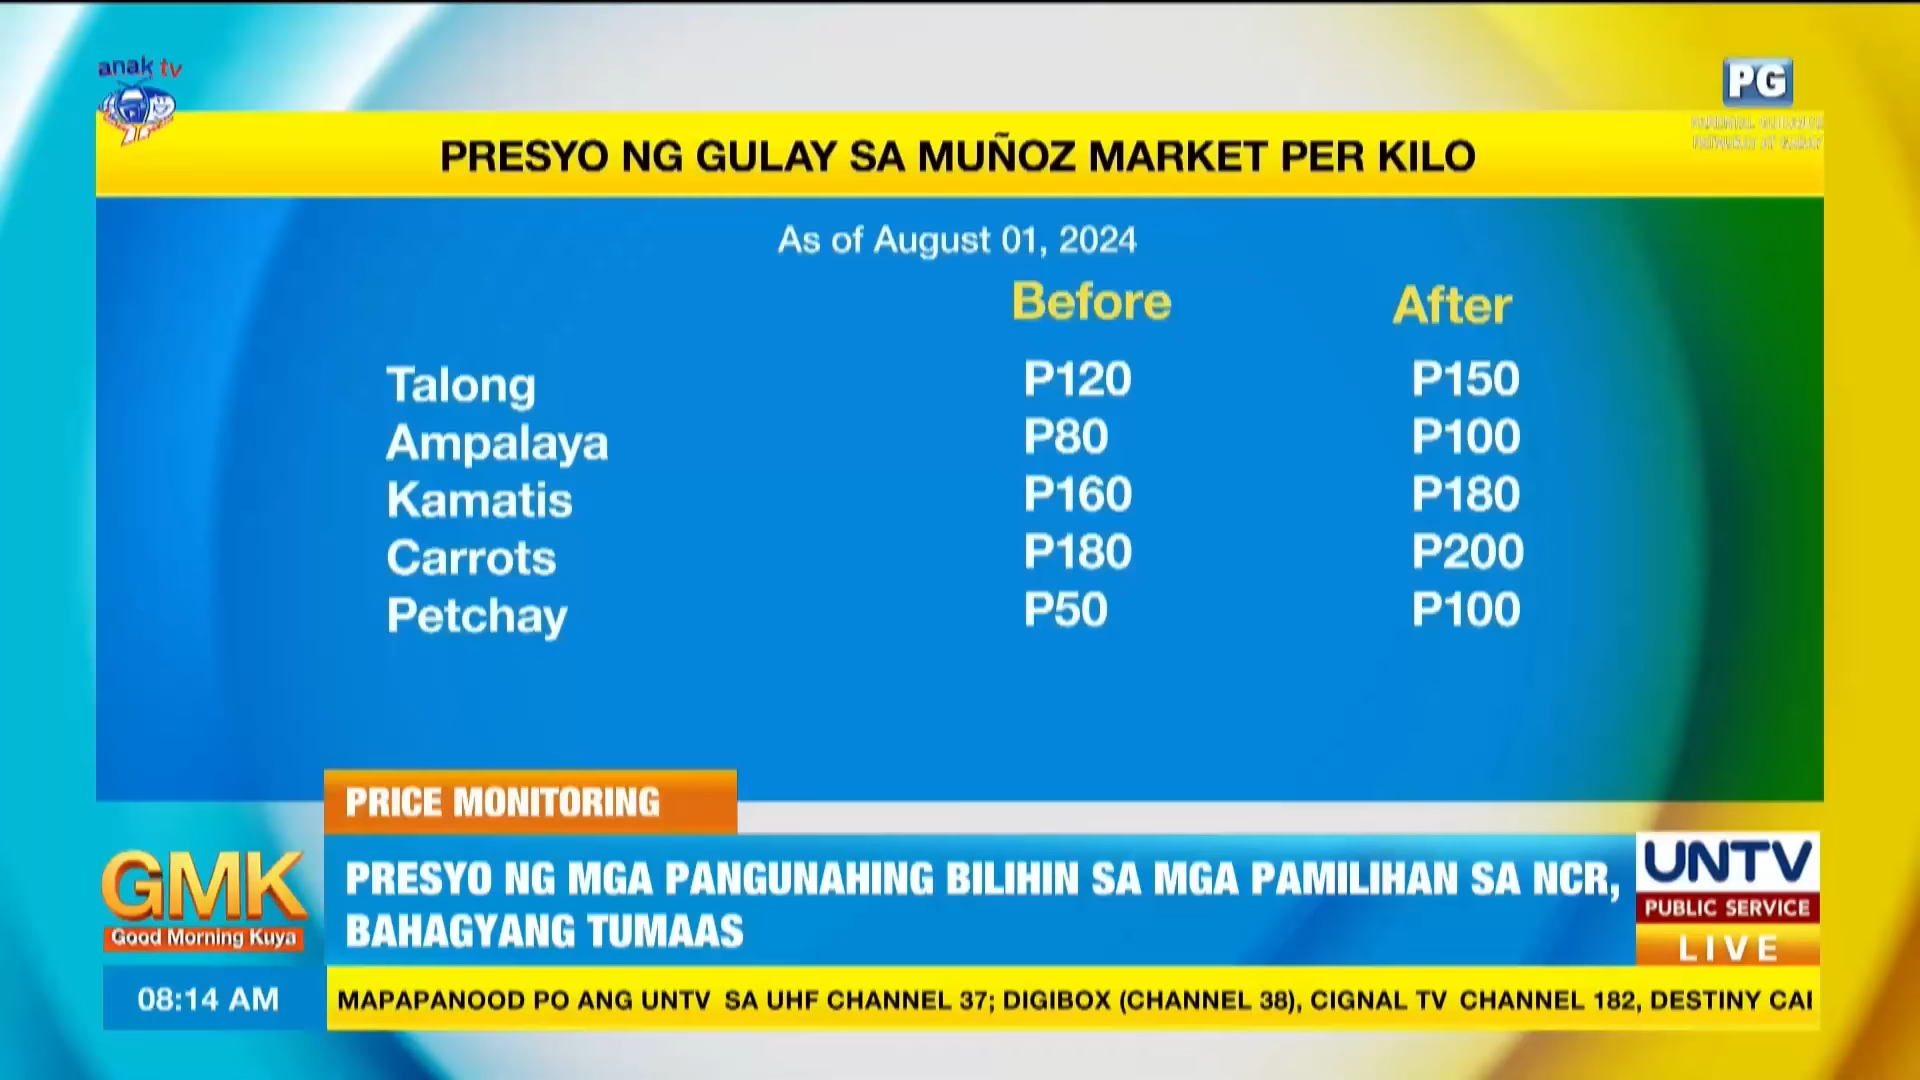 anak tv
PG
PRESYO NG GULAY SA MUÑOZ MARKET PER KILO
As of August 01, 2024
Before After
Talong P120 P150
Ampalaya P80 P100
Kamatis P160 P180
Carrots P180 P200
Petchay P50 P100
PRICE MONITORING
GMK
Good Morning Kuya
PRESYO NG MGA PANGUNAHING BILIHIN SA MGA PAMILIHAN SA NCR,
BAHAGYANG TUMAAS
UNTV
PUBLIC SERVICE
LIVE
08:14 AM
MAPAPANOOD PO ANG UNTV SA UHF CHANNEL 37; DIGIBOX (CHANNEL 38), CIGNAL TV CHANNEL 182, DESTINY